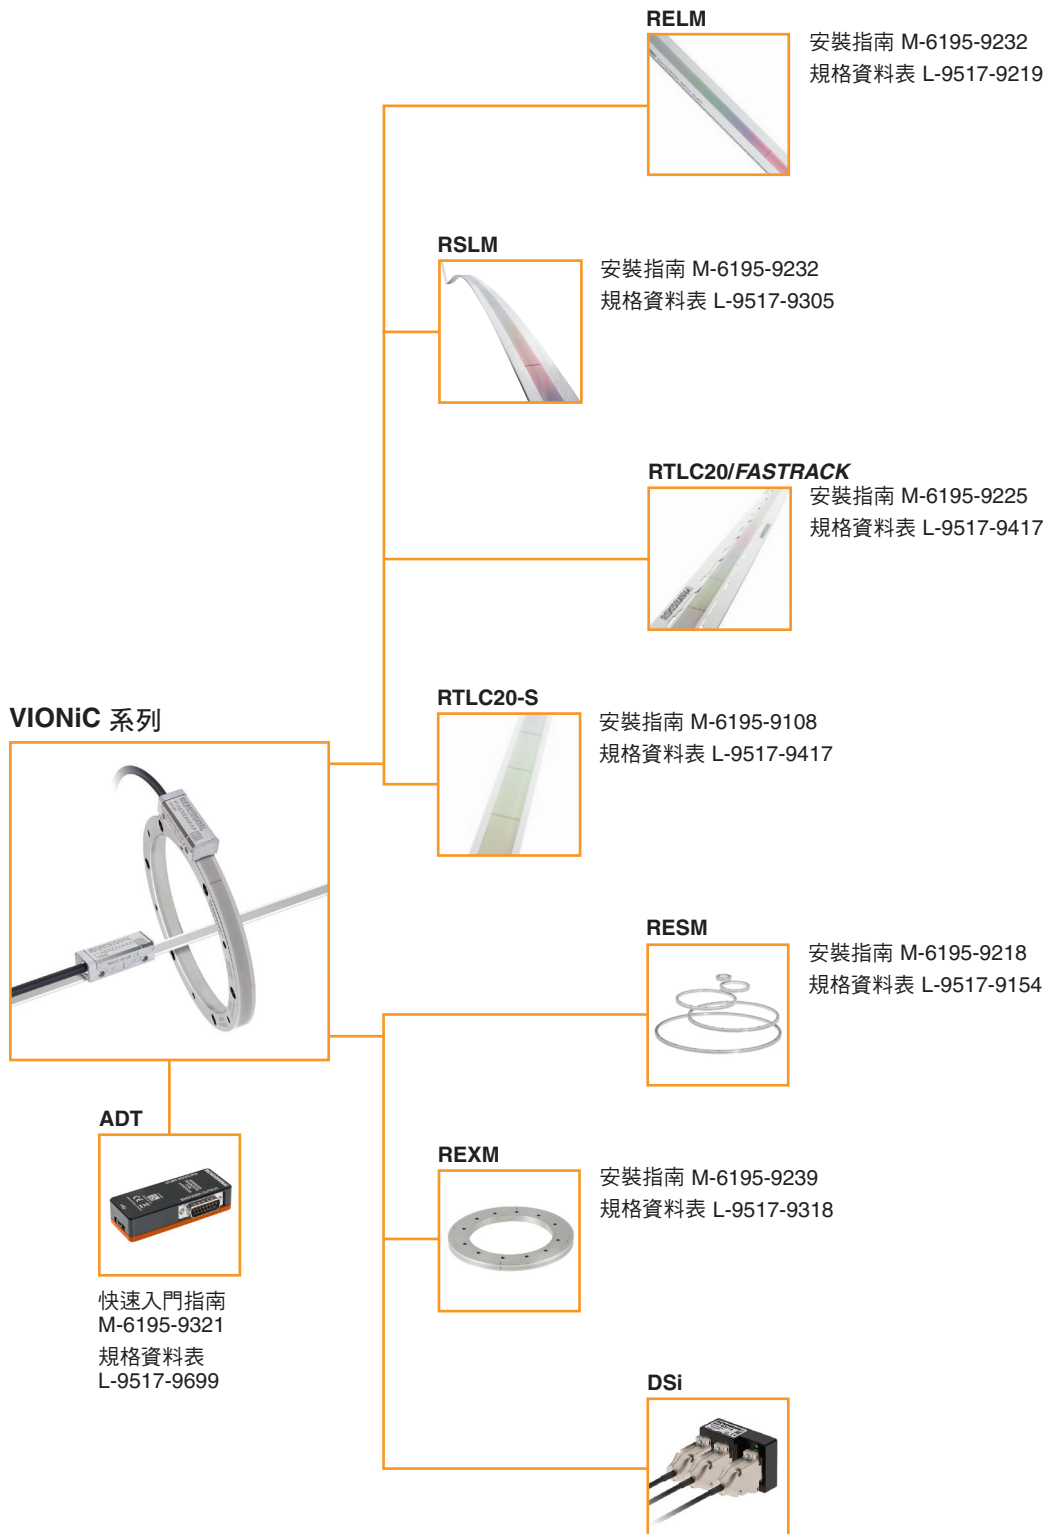 RELM
安裝指南 M-6195-9232
規格資料表 L-9517-9219
RSLM
安裝指南 M-6195-9232
規格資料表 L-9517-9305
RTLC20/FASTRACK
安裝指南 M-6195-9225
規格資料表 L-9517-9417
RTLC20-S
安裝指南 M-6195-9108
規格資料表 L-9517-9417
VIONiC 系列
RESM
安裝指南 M-6195-9218
規格資料表 L-9517-9154
ADT
快速入門指南
M-6195-9321
規格資料表
L-9517-9699
REXM
安裝指南 M-6195-9239
規格資料表 L-9517-9318
DSi